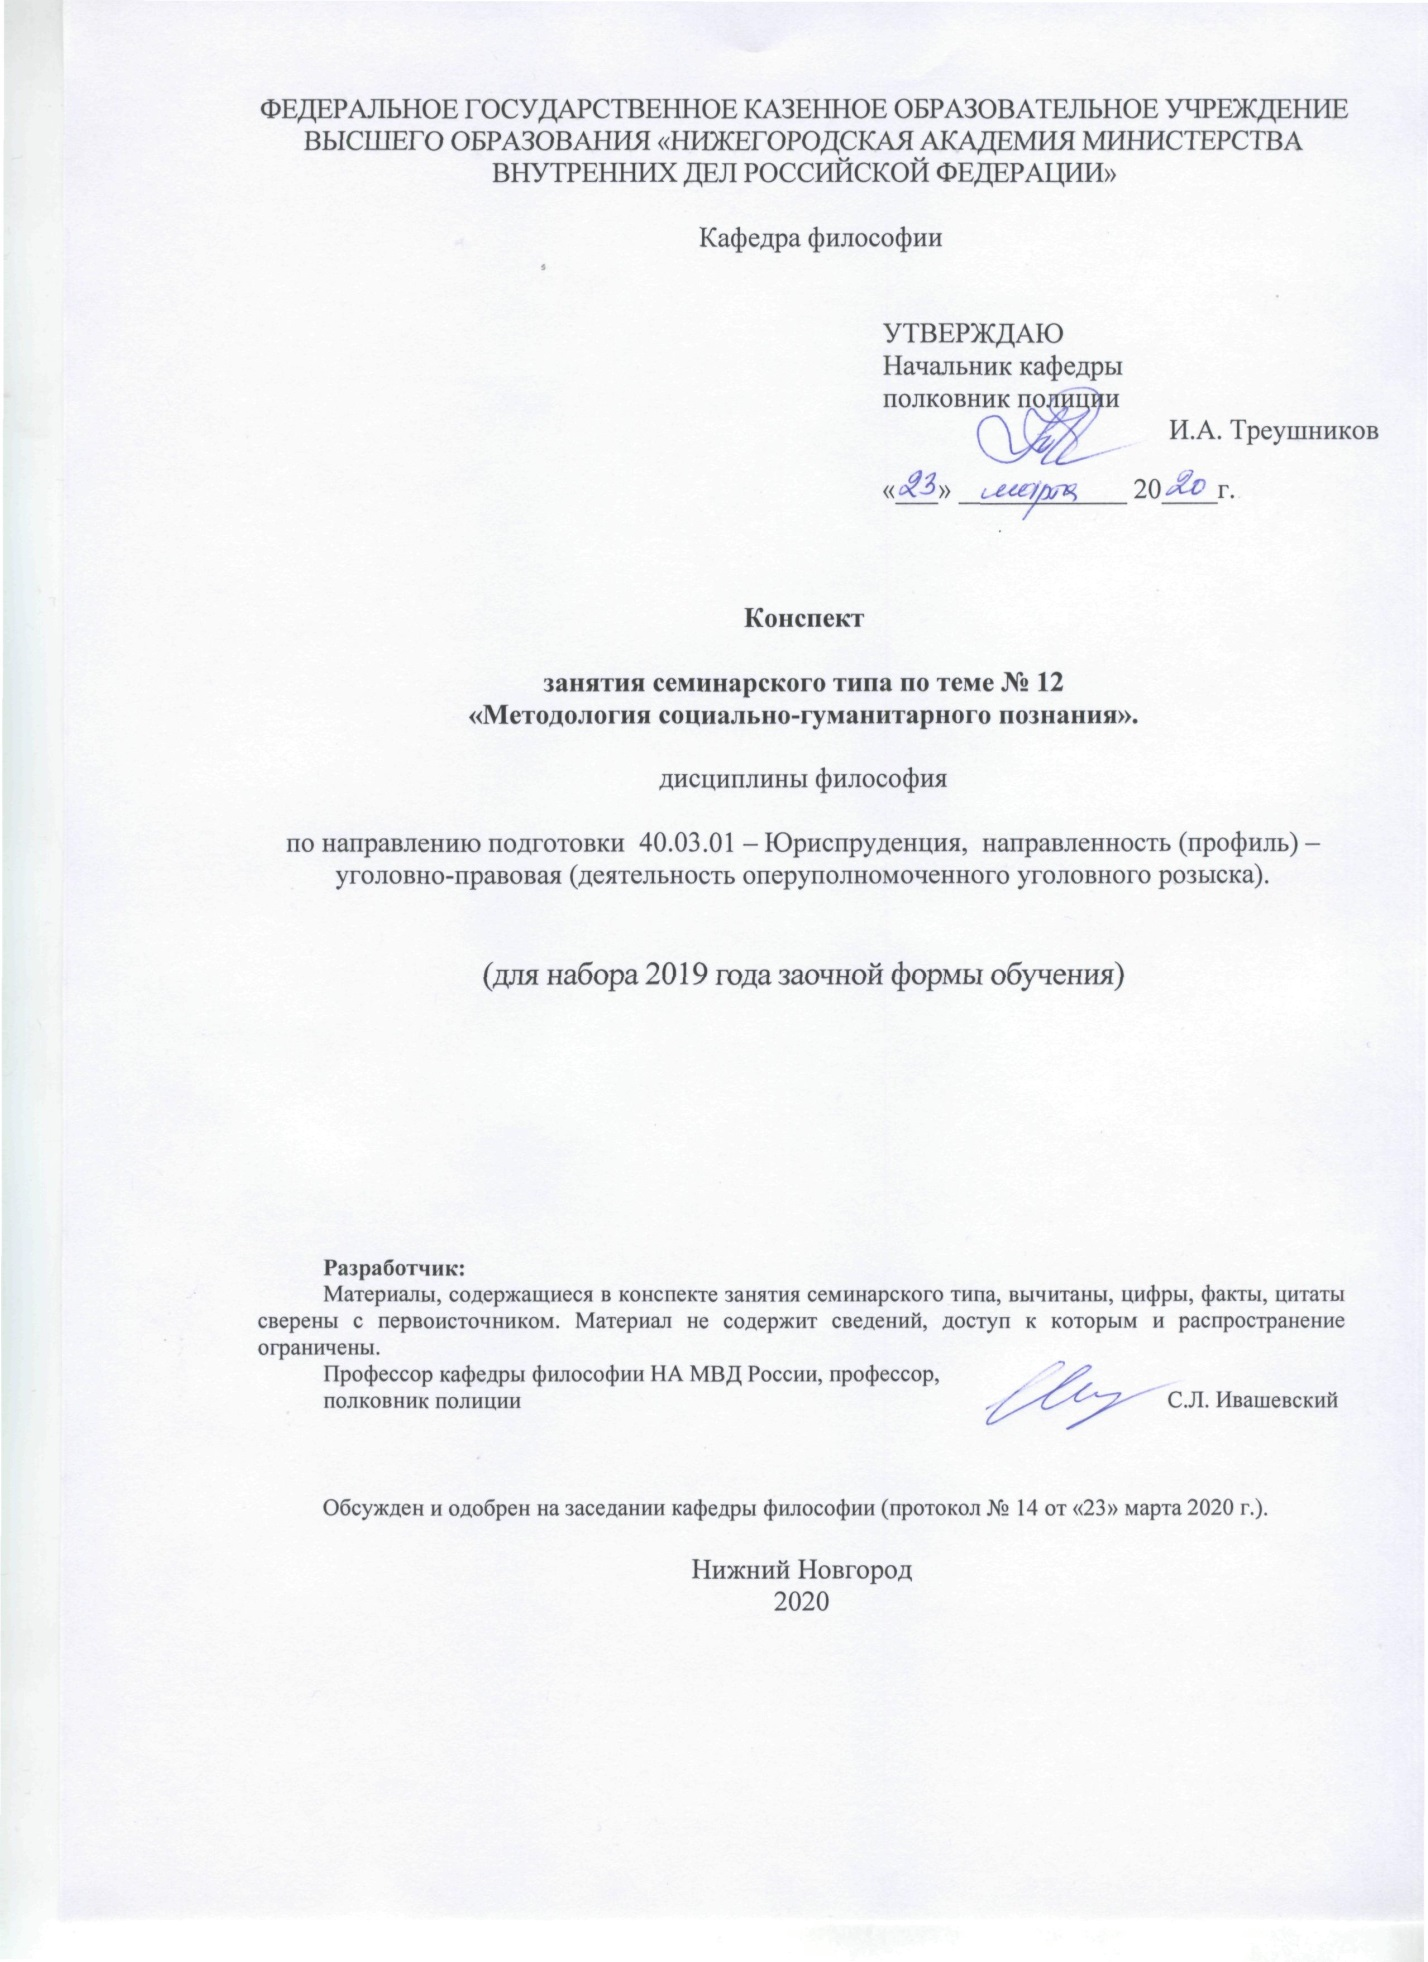 ФЕДЕРАЛЬНОЕ ГОСУДАРСТВЕННОЕ КАЗЕННОЕ ОБРАЗОВАТЕЛЬНОЕ УЧРЕЖДЕНИЕ
ВЫСШЕГО ОБРАЗОВАНИЯ «НИЖЕГОРОДСКАЯ АКАДЕМИЯ МИНИСТЕРСТВА
ВНУТРЕННИХ ДЕЛ РОССИЙСКОЙ ФЕДЕРАЦИИ»
Кафедра философии
УТВЕРЖДАЮ
Начальник кафедры
полковник полиции
И.А. Треушников
«23» марта 2020 г.
Конспект
занятия семинарского типа по теме № 12
«Методология социально-гуманитарного познания».
дисциплины философия
по направлению подготовки 40.03.01 – Юриспруденция, направленность (профиль) –
уголовно-правовая (деятельность оперуполномоченного уголовного розыска).
(для набора 2019 года заочной формы обучения)
Разработчик:
Материалы, содержащиеся в конспекте занятия семинарского типа, вычитаны, цифры, факты, цитаты
сверены с первоисточником. Материал не содержит сведений, доступ к которым и распространение
ограничены.
Профессор кафедры философии НА МВД России, профессор,
полковник полиции С.Л. Ивашевский
Обсужден и одобрен на заседании кафедры философии (протокол № 14 от «23» марта 2020 г.).
Нижний Новгород
2020